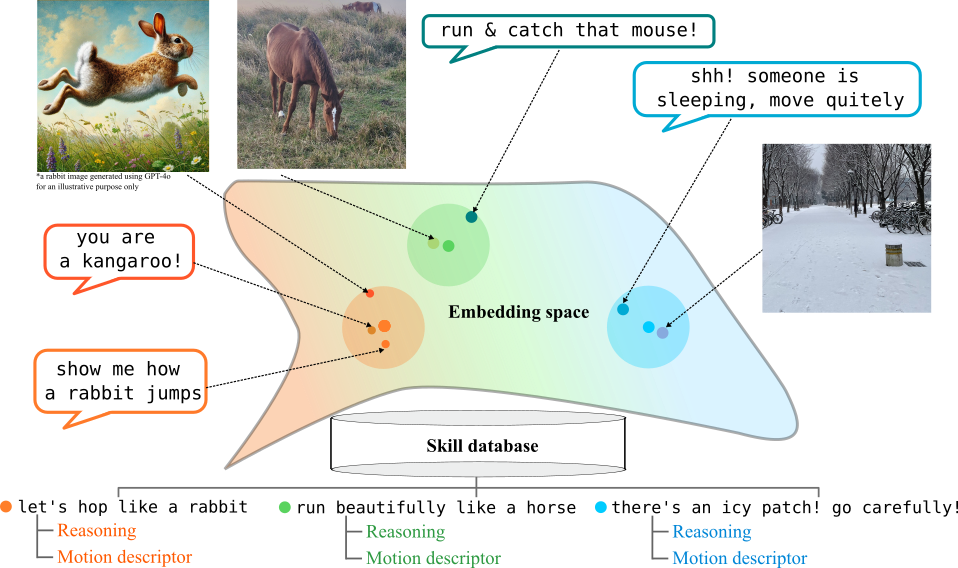 run & catch that mouse!
shh! someone is
sleeping, move quitely
*a rabbit image generated using GPT-4o
for an illustrative purpose only
you are
a kangaroo!
Embedding space
show me how
a rabbit jumps
Skill database
let's hop like a rabbit
Reasoning
Motion descriptor
run beautifully like a horse
Reasoning
Motion descriptor
there's an icy patch! go carefully!
Reasoning
Motion descriptor